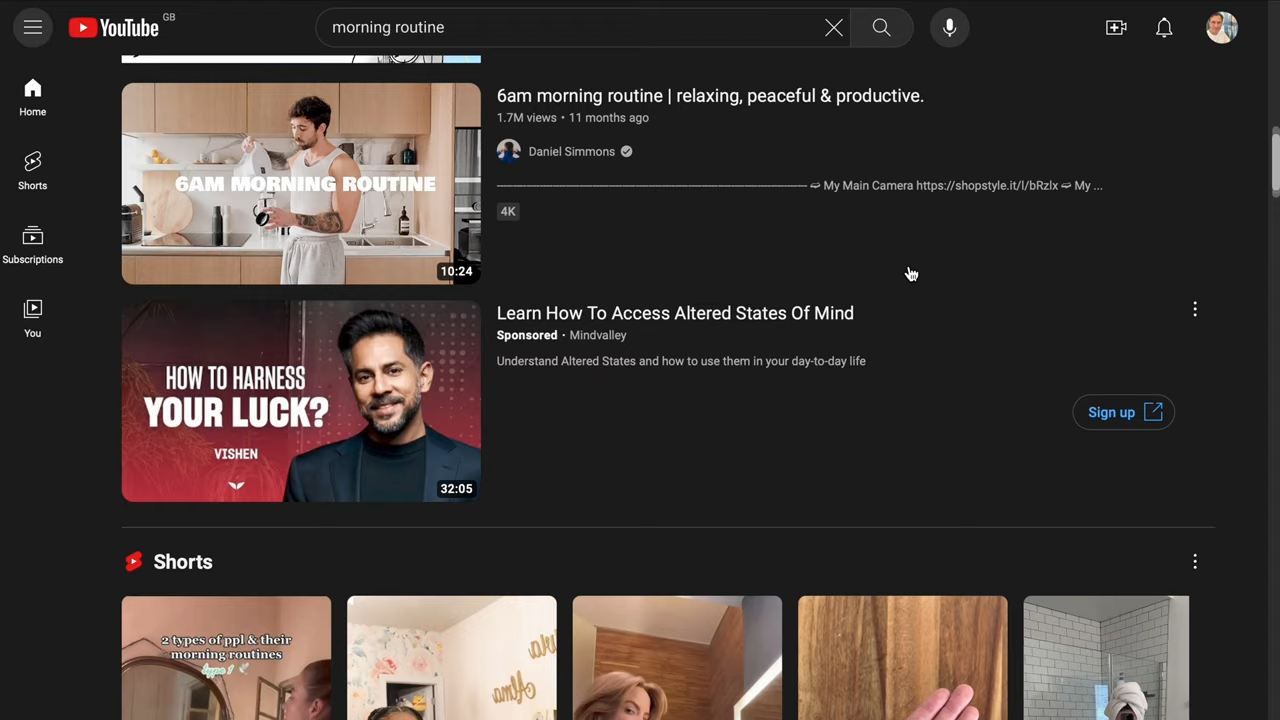 YouTube GB
morning routine
Home
Shorts
Subscriptions
You
6AM MORNING ROUTINE
10:24
6am morning routine | relaxing, peaceful & productive.
1.7M views • 11 months ago
Daniel Simmons
My Main Camera https://shopstyle.it/l/bRzlx ➫ My ...
4K
HOW TO HARNESS
YOUR LUCK?
VISHEN
32:05
Learn How To Access Altered States Of Mind
Sponsored • Mindvalley
Understand Altered States and how to use them in your day-to-day life
Sign up
Shorts
2 types of ppl & their
morning routines
type 1
Alma